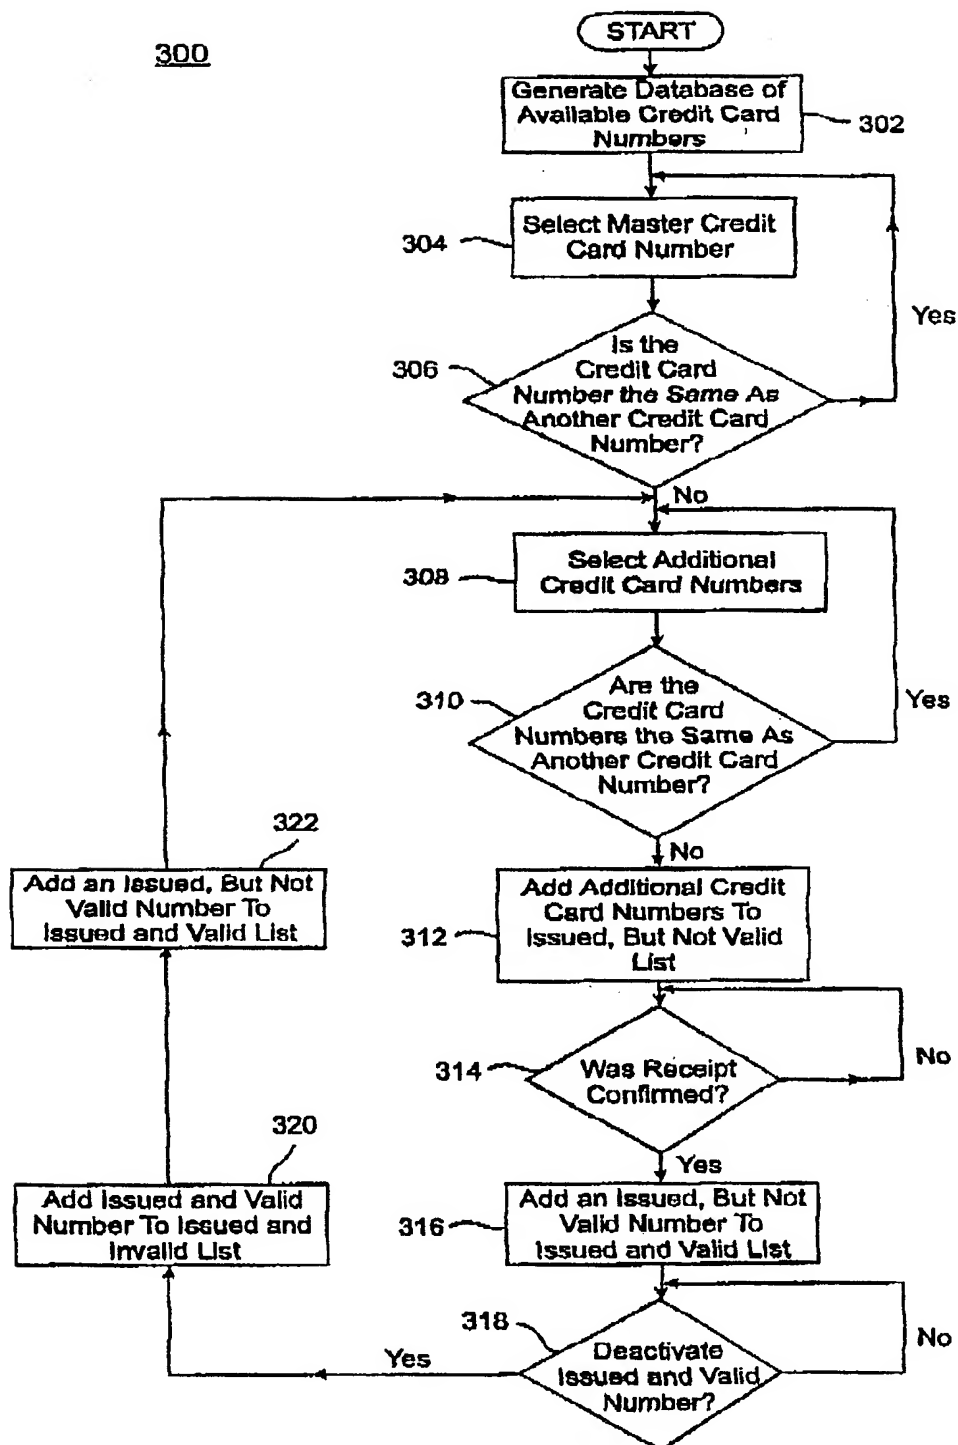 300
START
Generate Database of
Available Credit Card
Numbers
302
Select Master Credit
Card Number
304
Yes
Is the
Credit Card
Number the Same As
Another Credit Card
Number?
306
No
Select Additional
Credit Card Numbers
308
Are the
Credit Card
Numbers the Same As
Another Credit Card
Number?
310
Yes
No
322
Add an Issued, But Not
Valid Number To
Issued and Valid List
Add Additional Credit
Card Numbers To
Issued, But Not Valid
List
312
Was Receipt
Confirmed?
314
No
Yes
320
Add Issued and Valid
Number To Issued and
Invalid List
Add an Issued, But Not
Valid Number To
Issued and Valid List
316
318
Deactivate
Issued and Valid
Number?
No
Yes